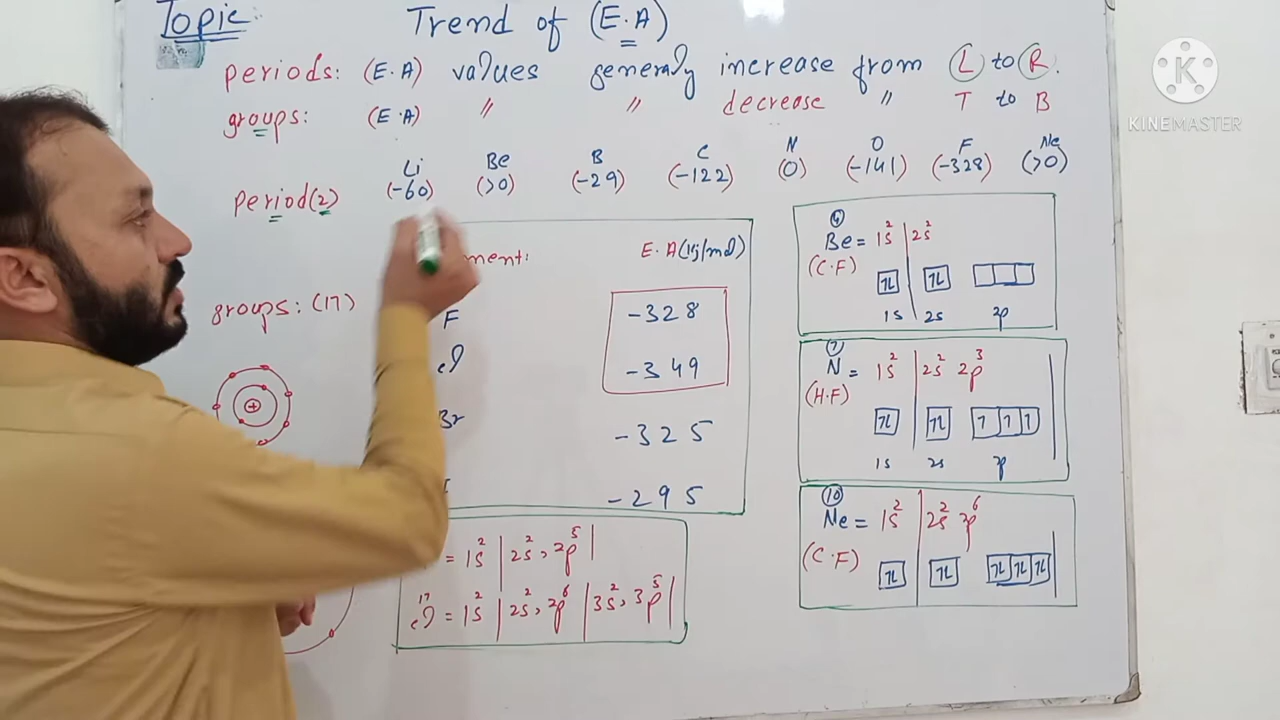 Topic:
Trend of (E.A)
periods: (E.A) values generally increase from L to R.
groups: (E.A) " " decrease " T to B
KINEMASTER
Li Be B C N O F Ne
period(2) (-60) (>0) (-29) (-122) (0) (-141) (-328) (>0)
ment: E.A(kj/mol)
groups: (17)
F -328
Cl -349
Br -325
I -295
+
= 1s² | 2s², 2p⁵ |
17
Cl = 1s² | 2s², 2p⁶ | 3s², 3p⁵ |
4
Be = 1s² | 2s²
(C.F)
1s 2s 2p
7
N = 1s² | 2s² 2p³
(H.F)
1s 2s 2p
10
Ne = 1s² | 2s² 2p⁶
(C.F)